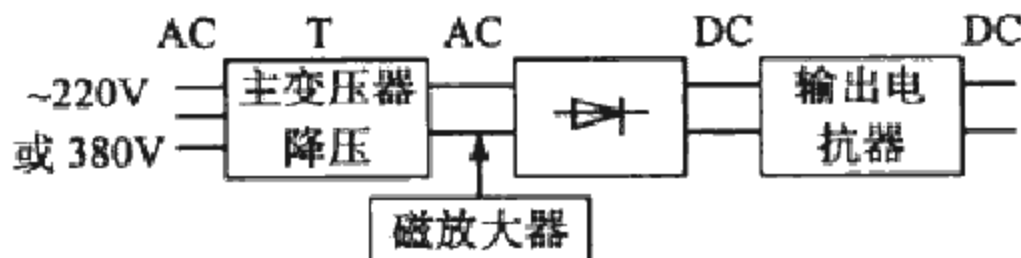 AC T AC DC DC
~220V
或 380V
主变压器
降压
输出电
抗器
磁放大器